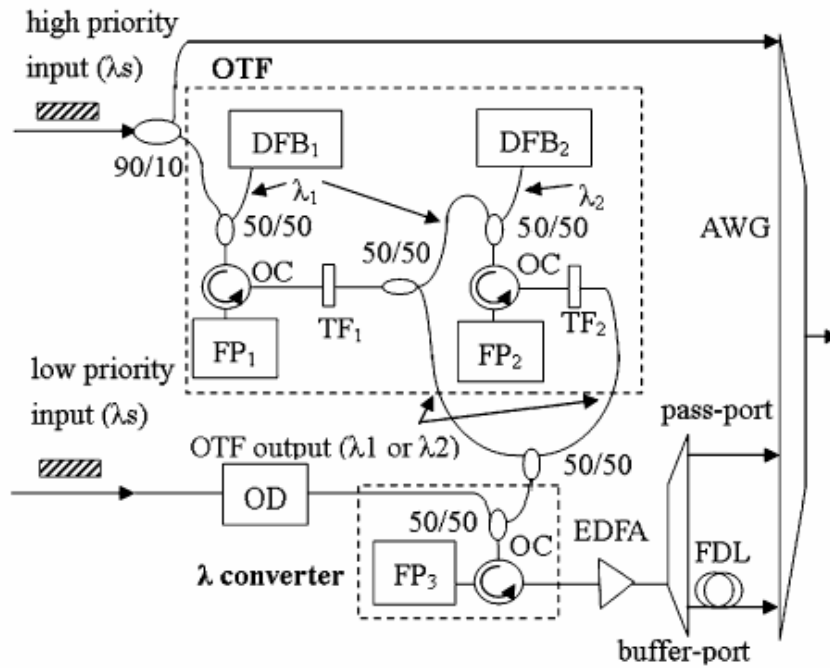 high priority
input (λs)
OTF
DFB₁
DFB₂
90/10
λ₁
λ₂
50/50
50/50
50/50
AWG
OC
OC
TF₁
TF₂
FP₁
FP₂
low priority
input (λs)
pass-port
OTF output (λ1 or λ2)
50/50
OD
50/50
EDFA
OC
FDL
λ converter
FP₃
buffer-port